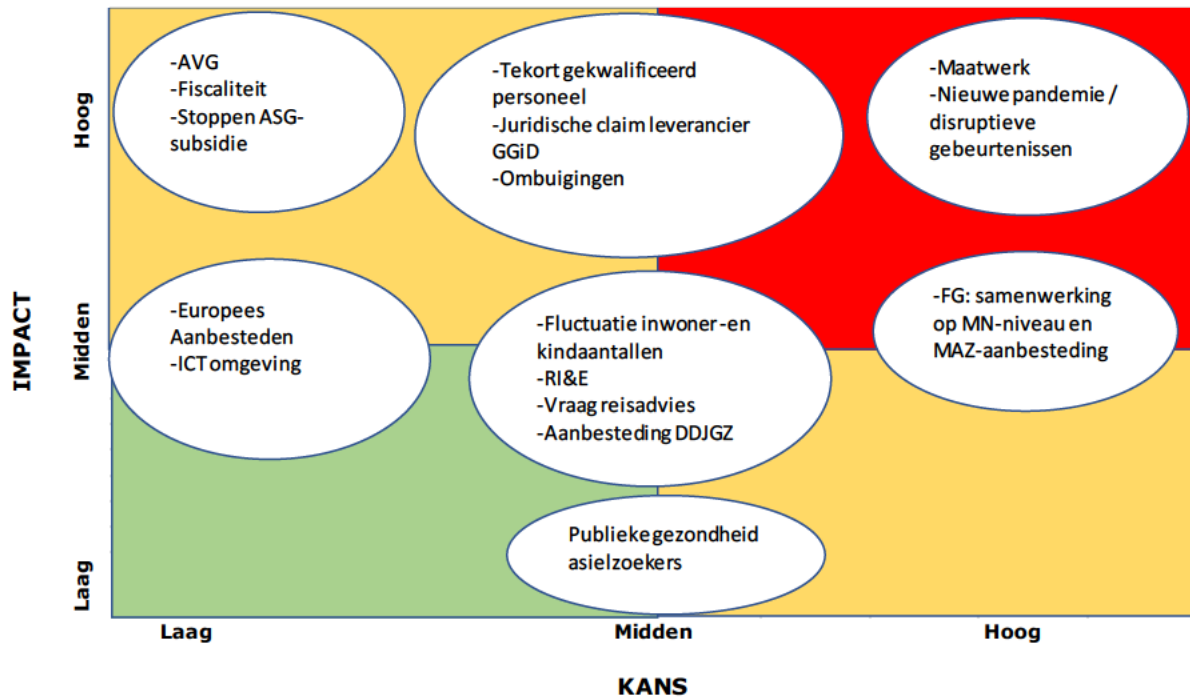 -AVG
-Fiscaliteit
-Stoppen ASG-
subsidie
-Tekort gekwalificeerd
personeel
-Juridische claim leverancier
GGiD
-Ombuigingen
-Maatwerk
-Nieuwe pandemie /
disruptieve
gebeurtenissen
-Europees
Aanbesteden
-ICT omgeving
-Fluctuatie inwoner -en
kindaantallen
-RI&E
-Vraag reisadvies
-Aanbesteding DDJGZ
-FG: samenwerking
op MN-niveau en
MAZ-aanbesteding
Publieke gezondheid
asielzoekers
IMPACT
Hoog
Midden
Laag
Laag
Midden
Hoog
KANS